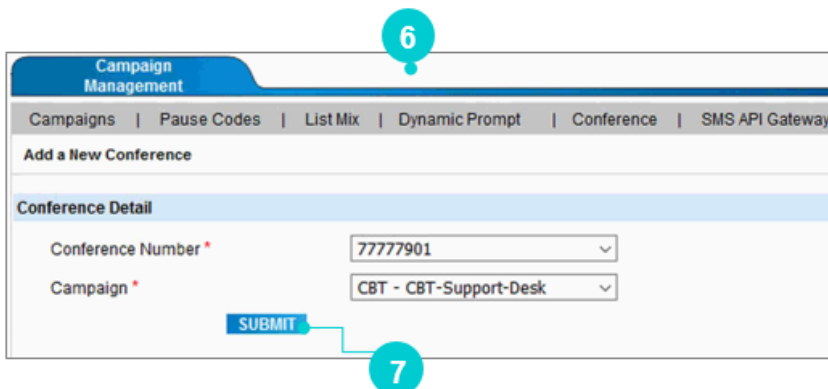 6
Campaign
Management
Campaigns | Pause Codes | List Mix | Dynamic Prompt | Conference | SMS API Gateway
Add a New Conference
Conference Detail
Conference Number * 77777901
Campaign * CBT - CBT-Support-Desk
SUBMIT
7